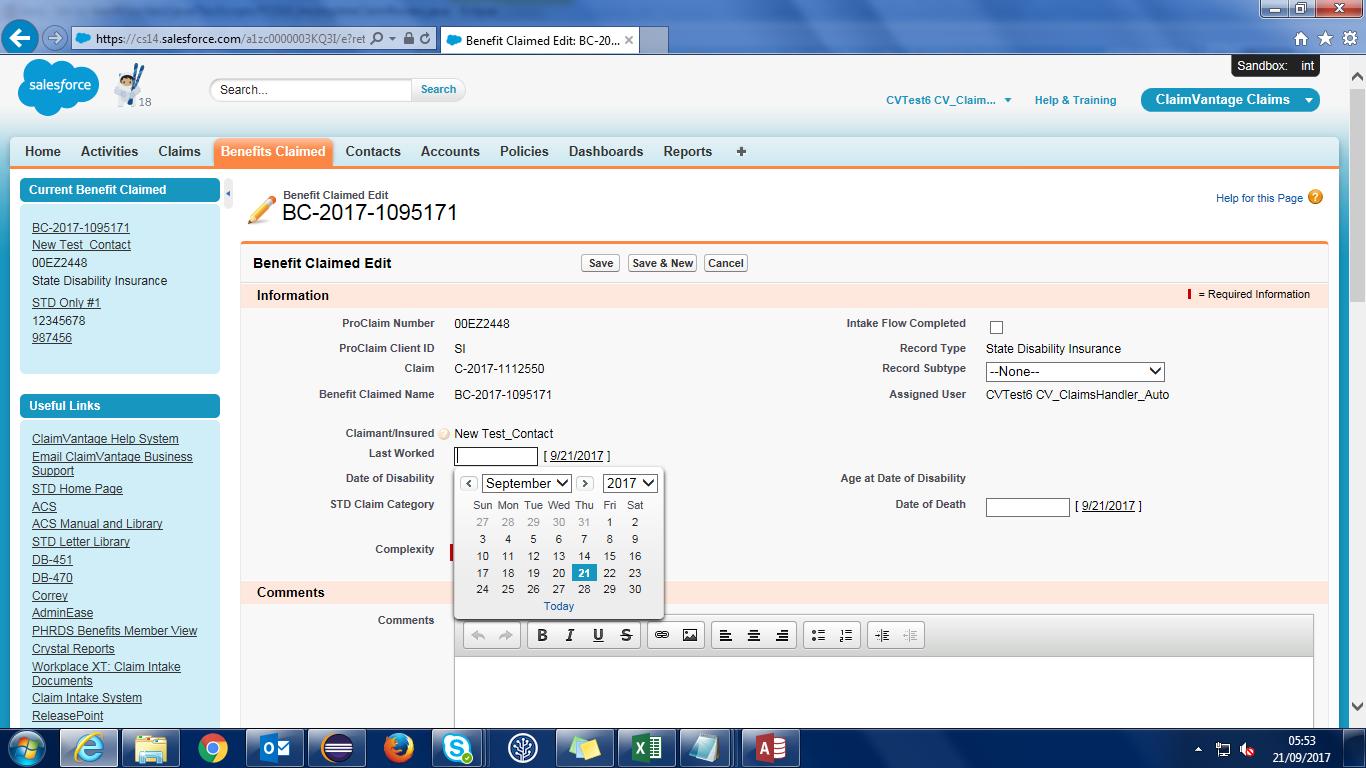 https://cs14.salesforce.com/a1zc0000003KQ3I/e?ret
Benefit Claimed Edit: BC-20...
Sandbox: int
salesforce
18
Search...
Search
CVTest6 CV_Claim...
Help & Training
ClaimVantage Claims
Home Activities Claims Benefits Claimed Contacts Accounts Policies Dashboards Reports +
Current Benefit Claimed
BC-2017-1095171
New Test_Contact
00EZ2448
State Disability Insurance
STD Only #1
12345678
987456
Useful Links
ClaimVantage Help System
Email ClaimVantage Business
Support
STD Home Page
ACS
ACS Manual and Library
STD Letter Library
DB-451
DB-470
Correy
AdminEase
PHRDS Benefits Member View
Crystal Reports
Workplace XT: Claim Intake
Documents
Claim Intake System
ReleasePoint
Benefit Claimed Edit
BC-2017-1095171
Help for this Page ?
Benefit Claimed Edit
Save
Save & New
Cancel
Information
= Required Information
ProClaim Number 00EZ2448
Intake Flow Completed
ProClaim Client ID SI
Record Type State Disability Insurance
Claim C-2017-1112550
Record Subtype --None--
Benefit Claimed Name BC-2017-1095171
Assigned User CVTest6 CV_ClaimsHandler_Auto
Claimant/Insured ? New Test_Contact
Last Worked [ 9/21/2017 ]
Date of Disability
Age at Date of Disability
STD Claim Category
Date of Death [ 9/21/2017 ]
Complexity
September 2017
Sun Mon Tue Wed Thu Fri Sat
27 28 29 30 31 1 2
3 4 5 6 7 8 9
10 11 12 13 14 15 16
17 18 19 20 21 22 23
24 25 26 27 28 29 30
Today
Comments
Comments
B I U S
05:53
21/09/2017